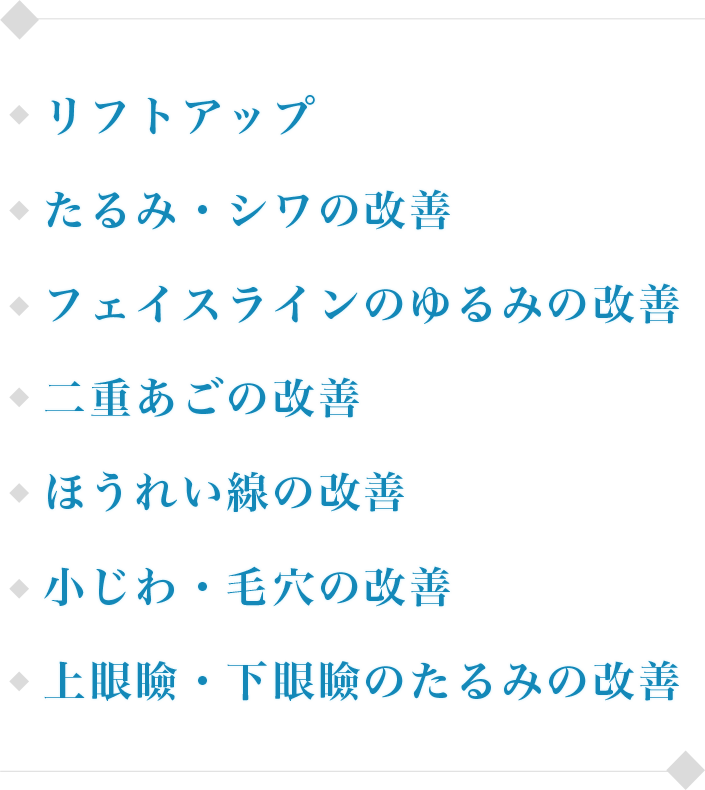 リフトアップ
たるみ・シワの改善
フェイスラインのゆるみの改善
二重あごの改善
ほうれい線の改善
小じわ・毛穴の改善
上眼瞼・下眼瞼のたるみの改善